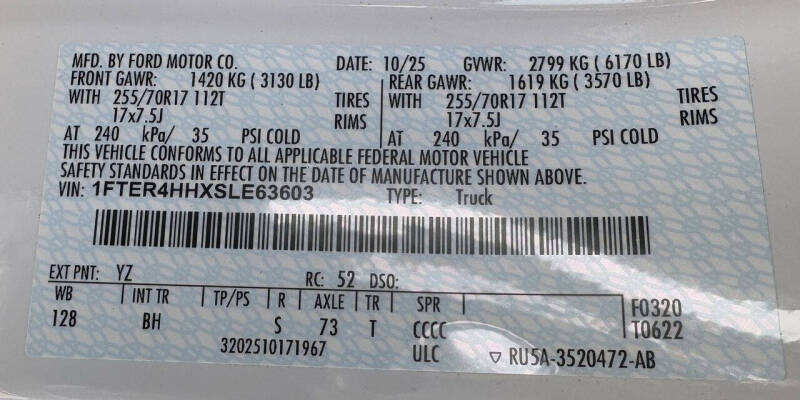 MFD. BY FORD MOTOR CO. DATE: 10/25 GVWR: 2799 KG ( 6170 LB)
FRONT GAWR: 1420 KG ( 3130 LB) REAR GAWR: 1619 KG ( 3570 LB)
WITH 255/70R17 112T TIRES WITH 255/70R17 112T TIRES
17x7.5J RIMS 17x7.5J RIMS
AT 240 kPa/ 35 PSI COLD AT 240 kPa/ 35 PSI COLD
THIS VEHICLE CONFORMS TO ALL APPLICABLE FEDERAL MOTOR VEHICLE
SAFETY STANDARDS IN EFFECT ON THE DATE OF MANUFACTURE SHOWN ABOVE.
VIN: 1FTER4HHXSLE63603 TYPE: Truck
EXT PNT: YZ RC: 52 DSO:
WB INT TR TP/PS R AXLE TR SPR F0320
128 BH S 73 T CCCC T0622
3202510171967 ULC ▽ RU5A-3520472-AB